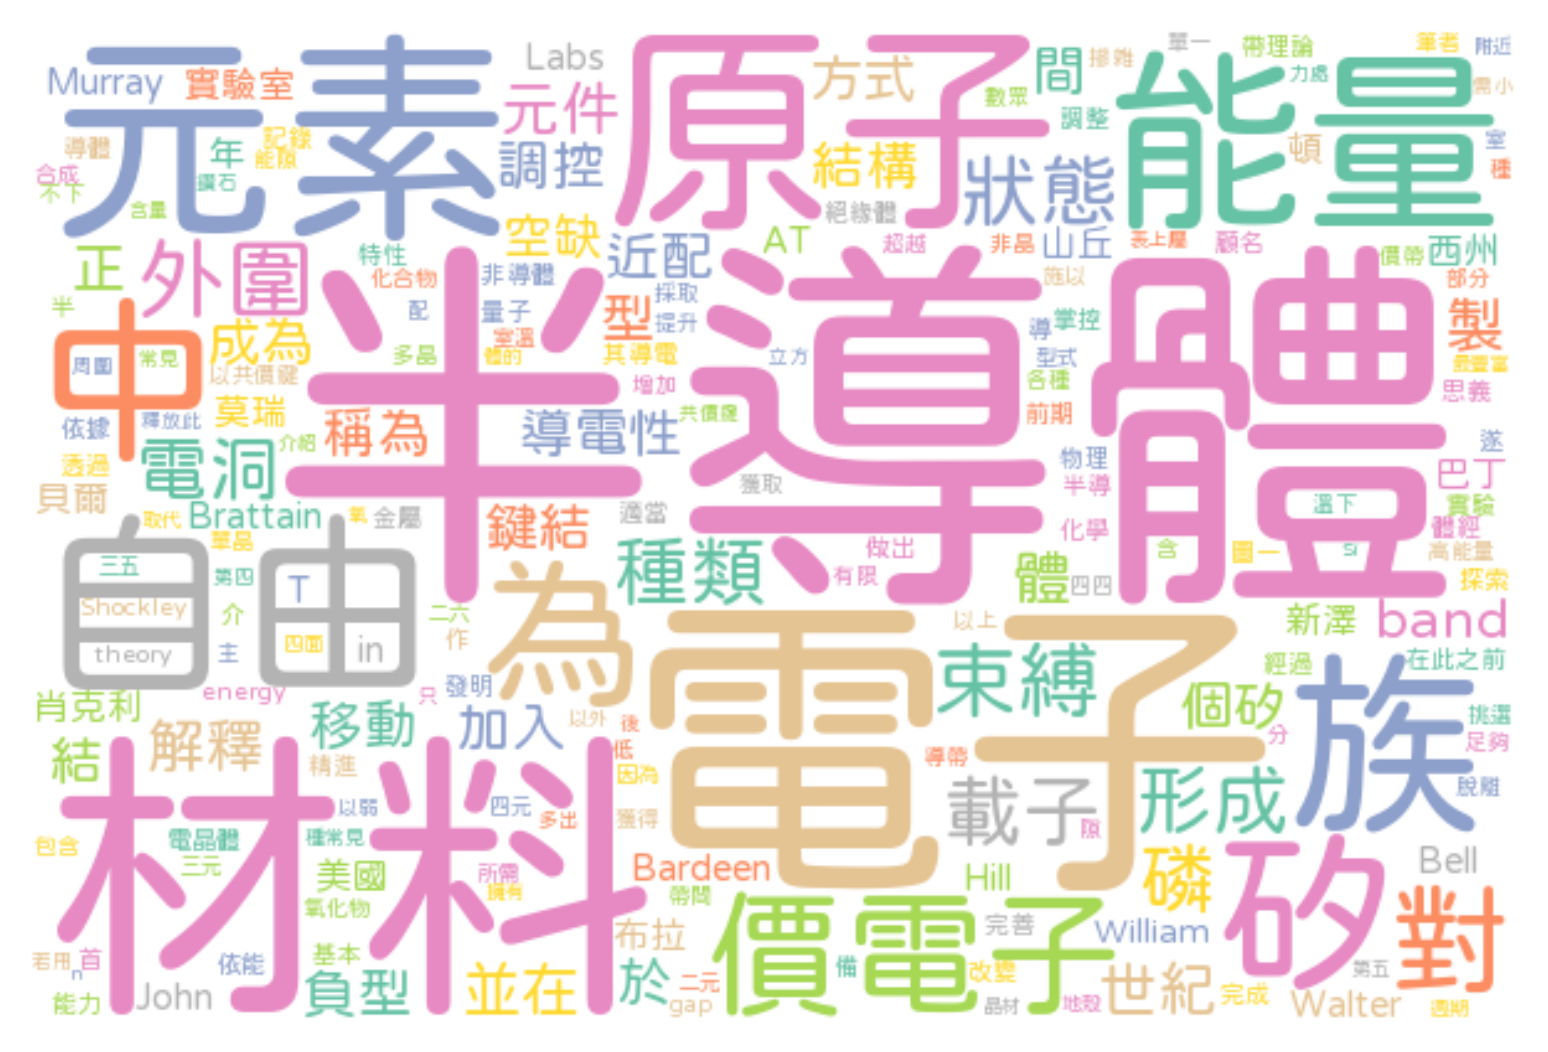 元素
原子
能量
Murray
實驗室
Labs
元件
方式
間
摻雜
單一
帶理論
筆者
附近
力處
需小
數眾
調整
頓
室
種
導體
年
記錄
能隙
鑽石
合成
不下
含量
調控
結構
狀態
絕緣體
空缺
近配
AT
超越
非晶
山丘
裹上層
顧名
價帶
西州
部分
正
外圍
特性
化合物
非導體
採取
施以
半
配
量子
型
提升
導
掌控
製
半導體
中
周圍
常見
成為
多晶
室溫
體的
其導電
立方
型式
最豐富
以共價鍵
增加
各種
思義
依據
釋放此
莫瑞
稱為
導電性
共價鍵
前期
遂
透過
電洞
介紹
物理
巴丁
貝爾
獲取
半導
溫下
實驗
取代
Brattain
氧
金屬
鍵結
適當
化學
體經
單晶
做出
含
圖一
Si
高能量
自由
三五
第四
T
種類
有限
體
四四
探索
Shockley
介
二六
為
以上
新澤
band
theory
主
四面
in
作
電子
束縛
經過
在此之前
energy
只
發明
肖克利
移動
加入
以外
後
個矽
族
挑選
分
足夠
結
解釋
精進
低
導帶
因為
載子
形成
脫離
材料
以弱
四元
多出
獲得
隙
包含
電晶體
種常見
三元
美國
所需
擁有
Bardeen
Hill
磷
矽
Bell
對
氧化物
帶間
布拉
價電子
完善
William
若用
n
首
依能
基本
備
改變
第五
能力
John
負型
並在
於
二元
gap
晶材
地殼
世紀
完成
Walter
週期